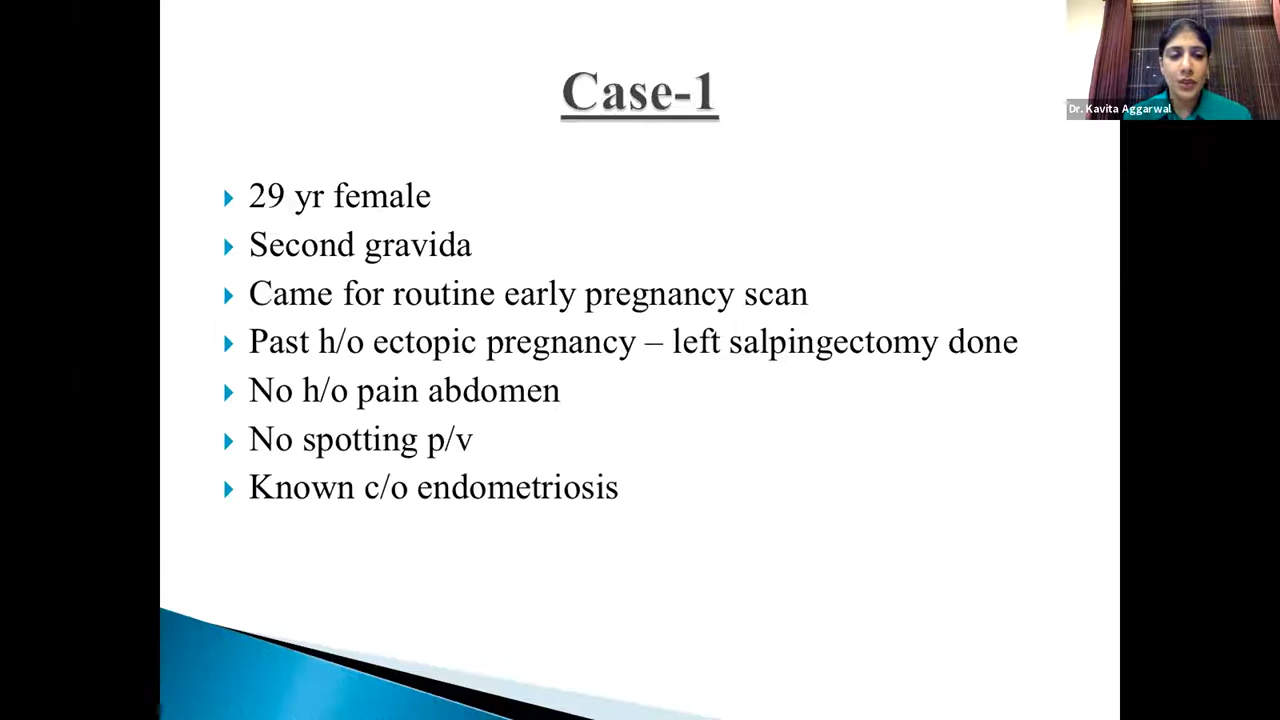 Case-1
Dr. Kavita Aggarwal
29 yr female
Second gravida
Came for routine early pregnancy scan
Past h/o ectopic pregnancy – left salpingectomy done
No h/o pain abdomen
No spotting p/v
Known c/o endometriosis